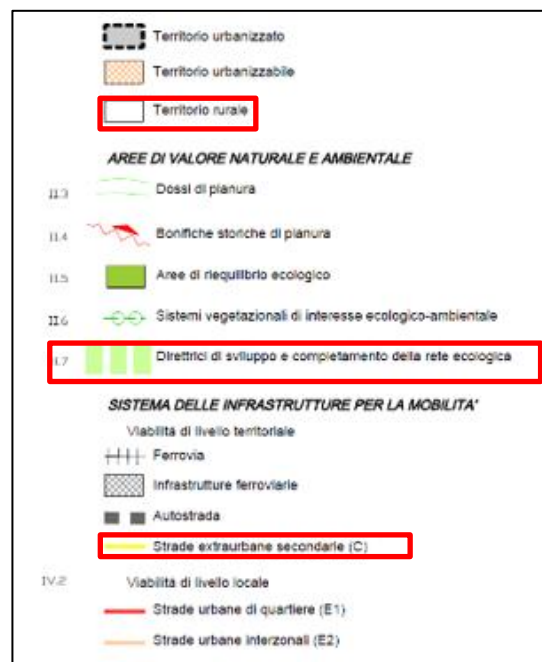 Territorio urbanizzato
Territorio urbanizzabile
Territorio rurale
AREE DI VALORE NATURALE E AMBIENTALE
II.3 Dossi di pianura
II.4 Bonifiche storiche di pianura
II.5 Aree di riequilibrio ecologico
II.6 Sistemi vegetazionali di interesse ecologico-ambientale
I.7 Direttrici di sviluppo e completamento della rete ecologica
SISTEMA DELLE INFRASTRUTTURE PER LA MOBILITA'
Viabilità di livello territoriale
Ferrovia
Infrastrutture ferroviarie
Autostrada
Strade extraurbane secondarie (C)
IV.2 Viabilità di livello locale
Strade urbane di quartiere (E1)
Strade urbane interzonali (E2)